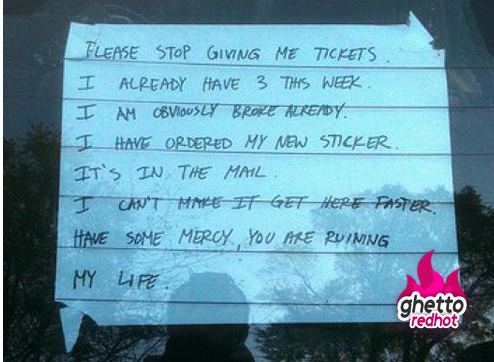 PLEASE STOP GIVING ME TICKETS.
I ALREADY HAVE 3 THIS WEEK.
I AM OBVIOUSLY BROKE ALREADY.
I HAVE ORDERED MY NEW STICKER.
IT'S IN THE MAIL.
I CAN'T MAKE IT GET HERE FASTER.
HAVE SOME MERCY, YOU ARE RUINING
MY LIFE.
ghetto
redhot